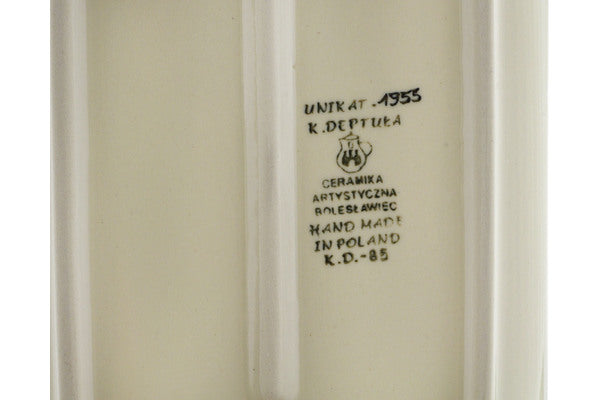 UNIKAT.1955
K.DEPTUŁA
CERAMIKA
ARTYSTYCZNA
BOLESŁAWIEC
HAND MADE
IN POLAND
K.D.-85